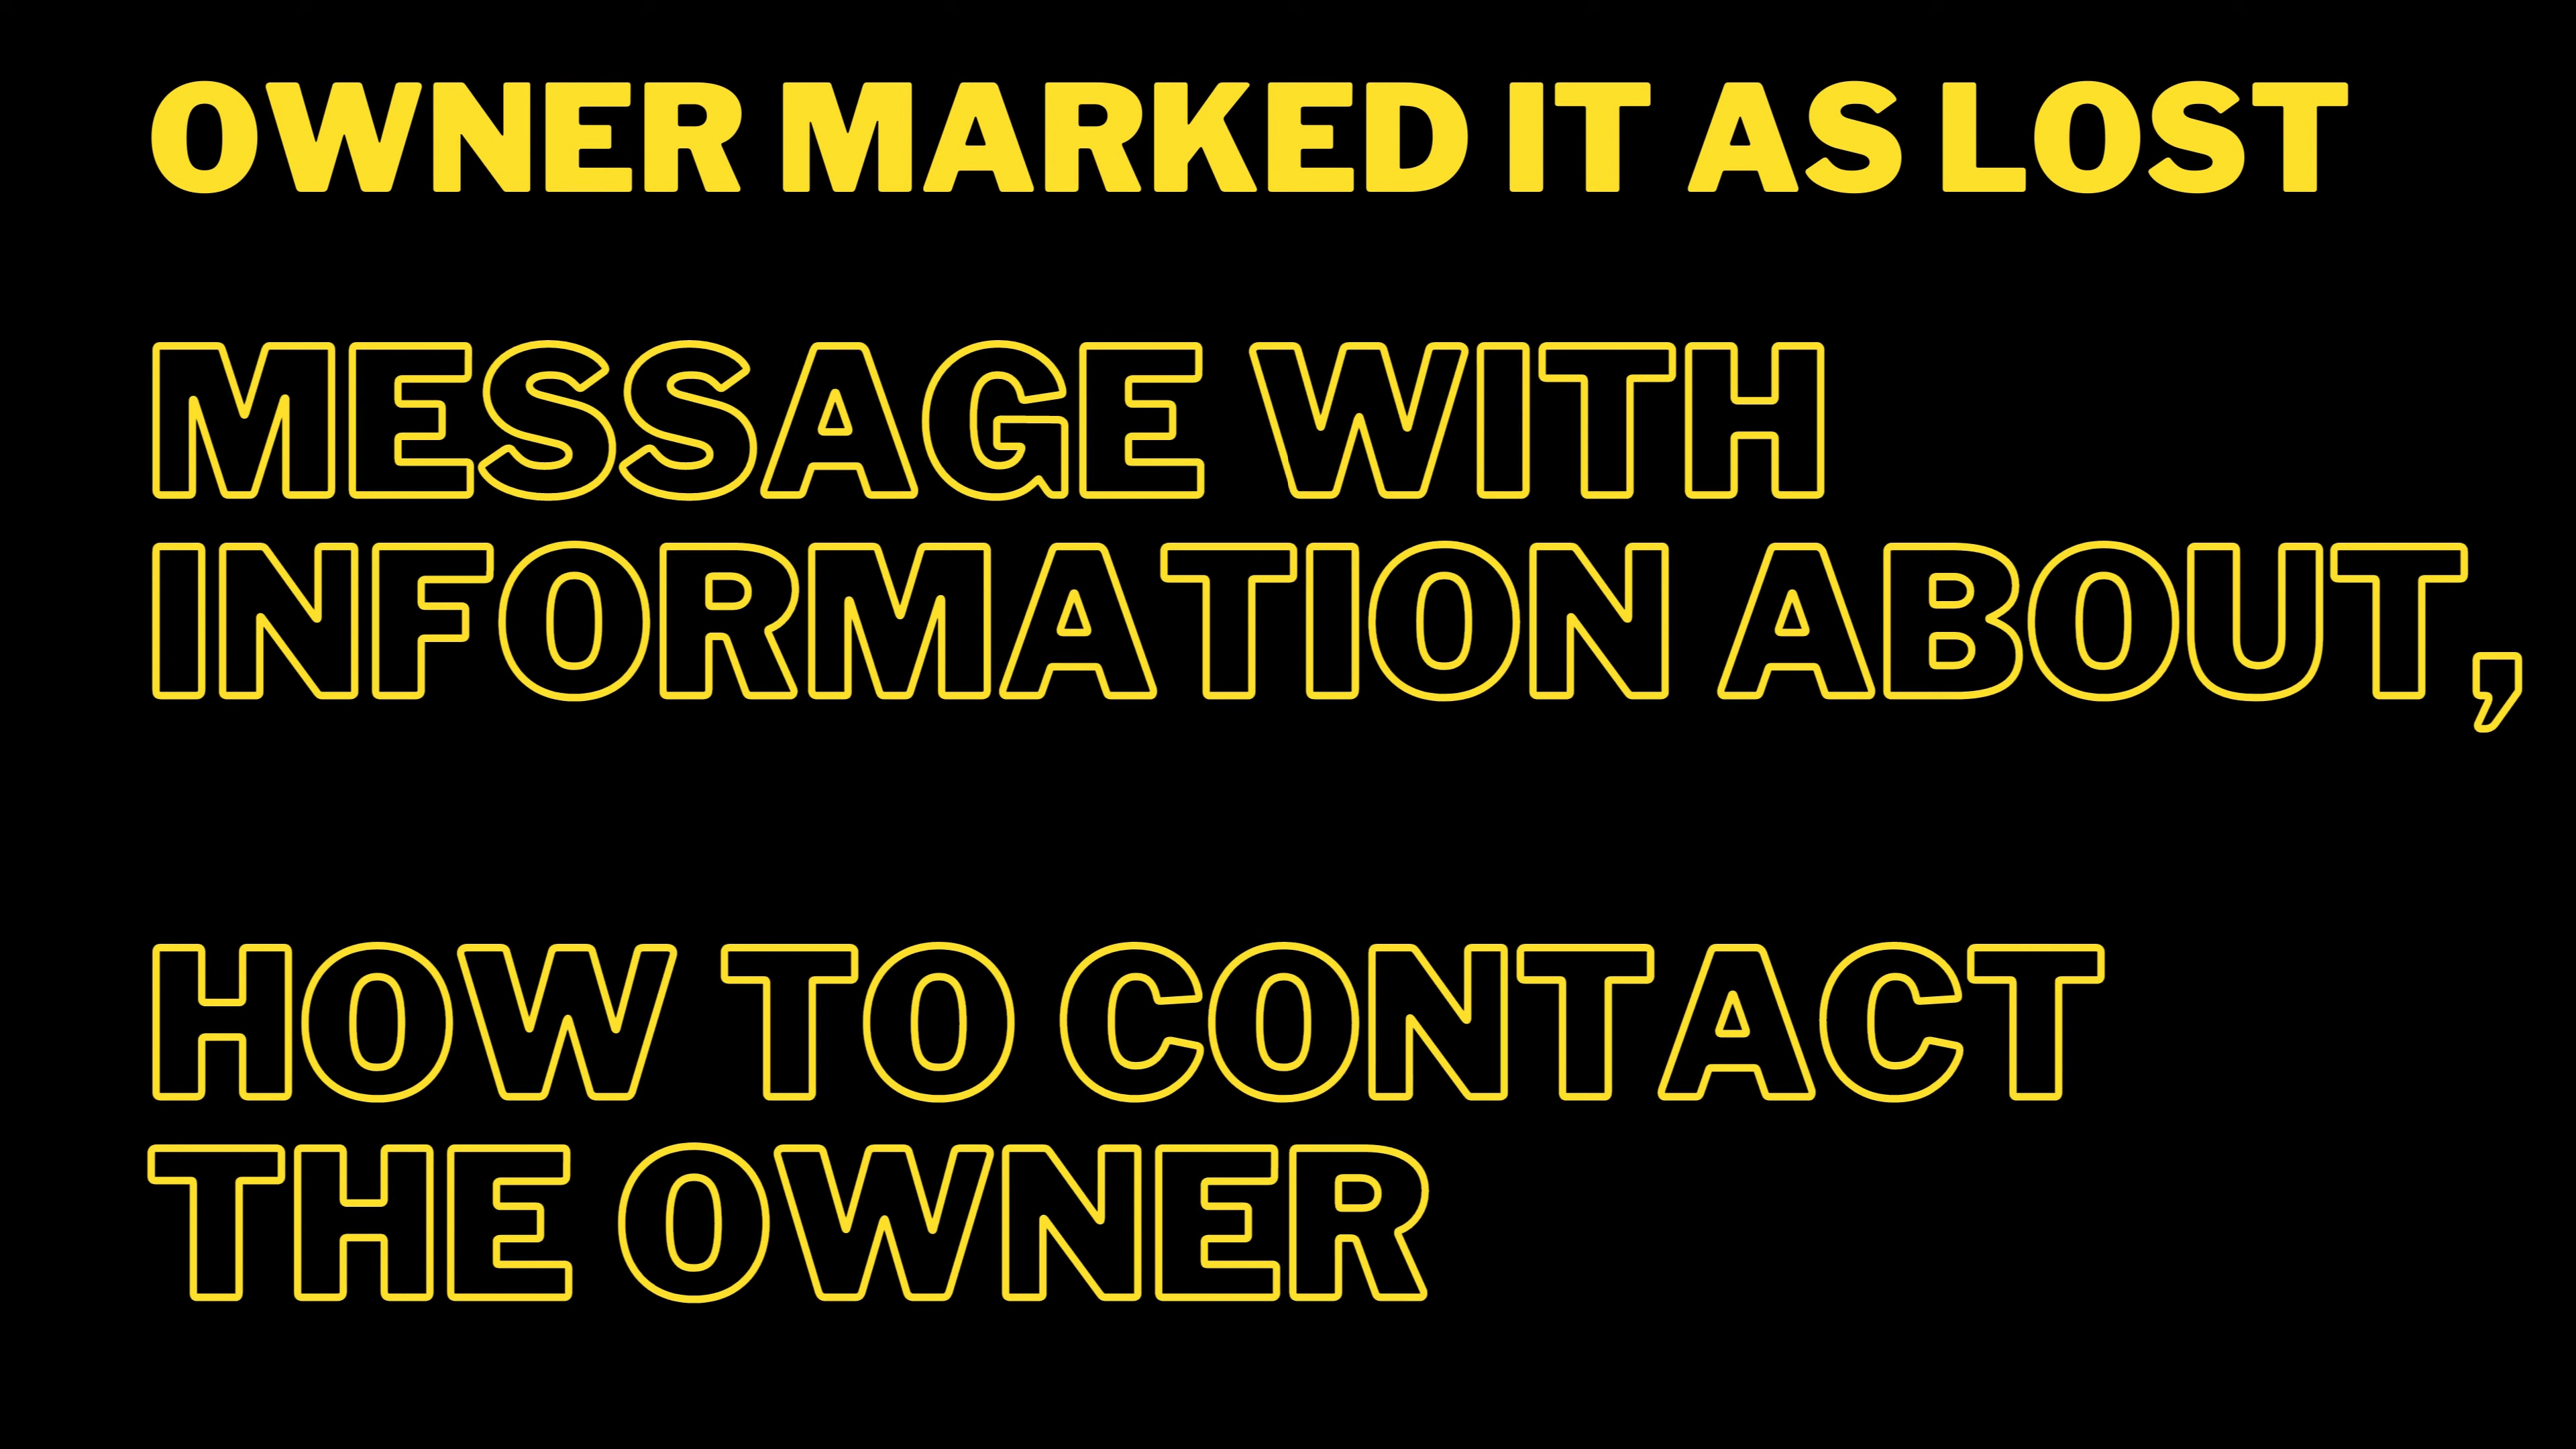 OWNER MARKED IT AS LOST
MESSAGE WITH
INFORMATION ABOUT,
HOW TO CONTACT
THE OWNER